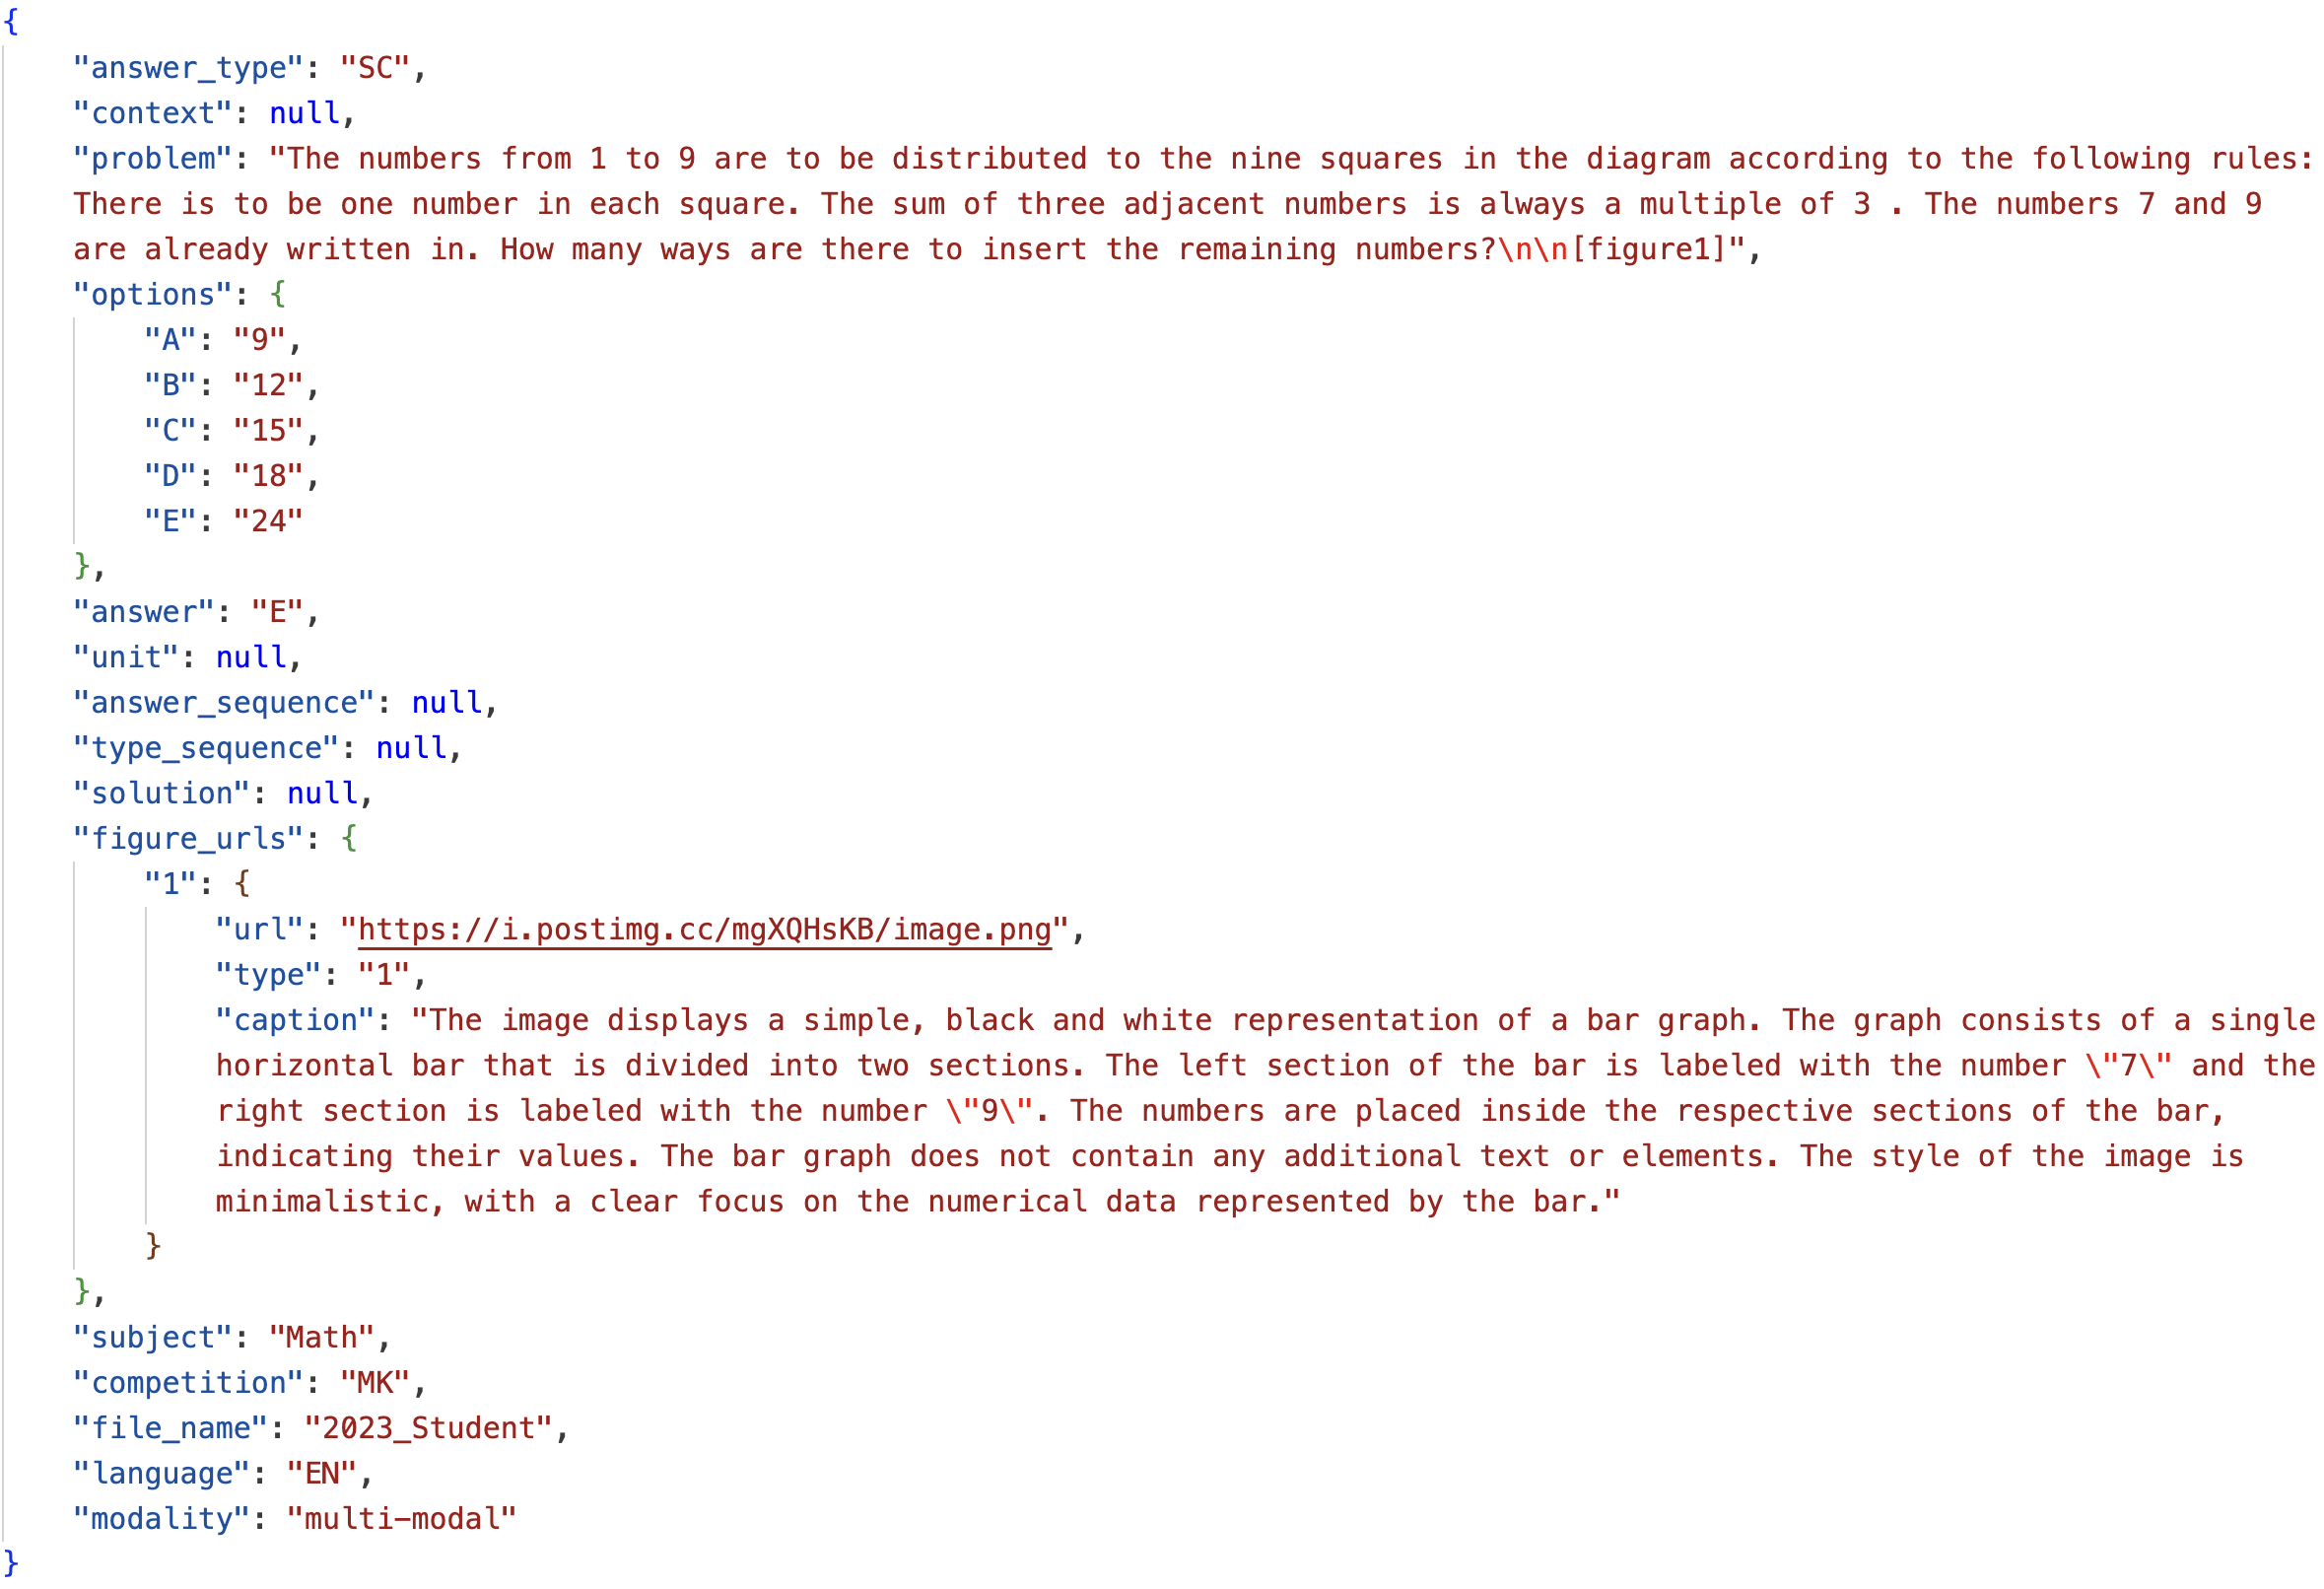 {
"answer_type": "SC",
"context": null,
"problem": "The numbers from 1 to 9 are to be distributed to the nine squares in the diagram according to the following rules:
There is to be one number in each square. The sum of three adjacent numbers is always a multiple of 3 . The numbers 7 and 9
are already written in. How many ways are there to insert the remaining numbers?\n\n[figure1]",
"options": {
"A": "9",
"B": "12",
"C": "15",
"D": "18",
"E": "24"
},
"answer": "E",
"unit": null,
"answer_sequence": null,
"type_sequence": null,
"solution": null,
"figure_urls": {
"1": {
"url": "https://i.postimg.cc/mgXQHsKB/image.png",
"type": "1",
"caption": "The image displays a simple, black and white representation of a bar graph. The graph consists of a single
horizontal bar that is divided into two sections. The left section of the bar is labeled with the number \"7\" and the
right section is labeled with the number \"9\". The numbers are placed inside the respective sections of the bar,
indicating their values. The bar graph does not contain any additional text or elements. The style of the image is
minimalistic, with a clear focus on the numerical data represented by the bar."
}
},
"subject": "Math",
"competition": "MK",
"file_name": "2023_Student",
"language": "EN",
"modality": "multi-modal"
}